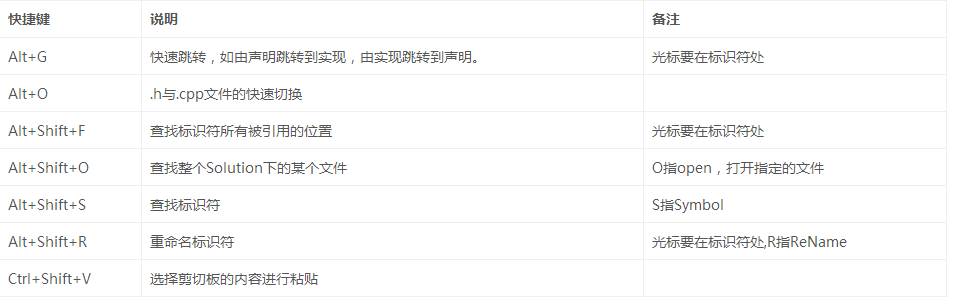 快捷键 说明 备注
Alt+G 快速跳转，如由声明跳转到实现，由实现跳转到声明。 光标要在标识符处
Alt+O .h与.cpp文件的快速切换
Alt+Shift+F 查找标识符所有被引用的位置 光标要在标识符处
Alt+Shift+O 查找整个Solution下的某个文件 O指open，打开指定的文件
Alt+Shift+S 查找标识符 S指Symbol
Alt+Shift+R 重命名标识符 光标要在标识符处,R指ReName
Ctrl+Shift+V 选择剪切板的内容进行粘贴